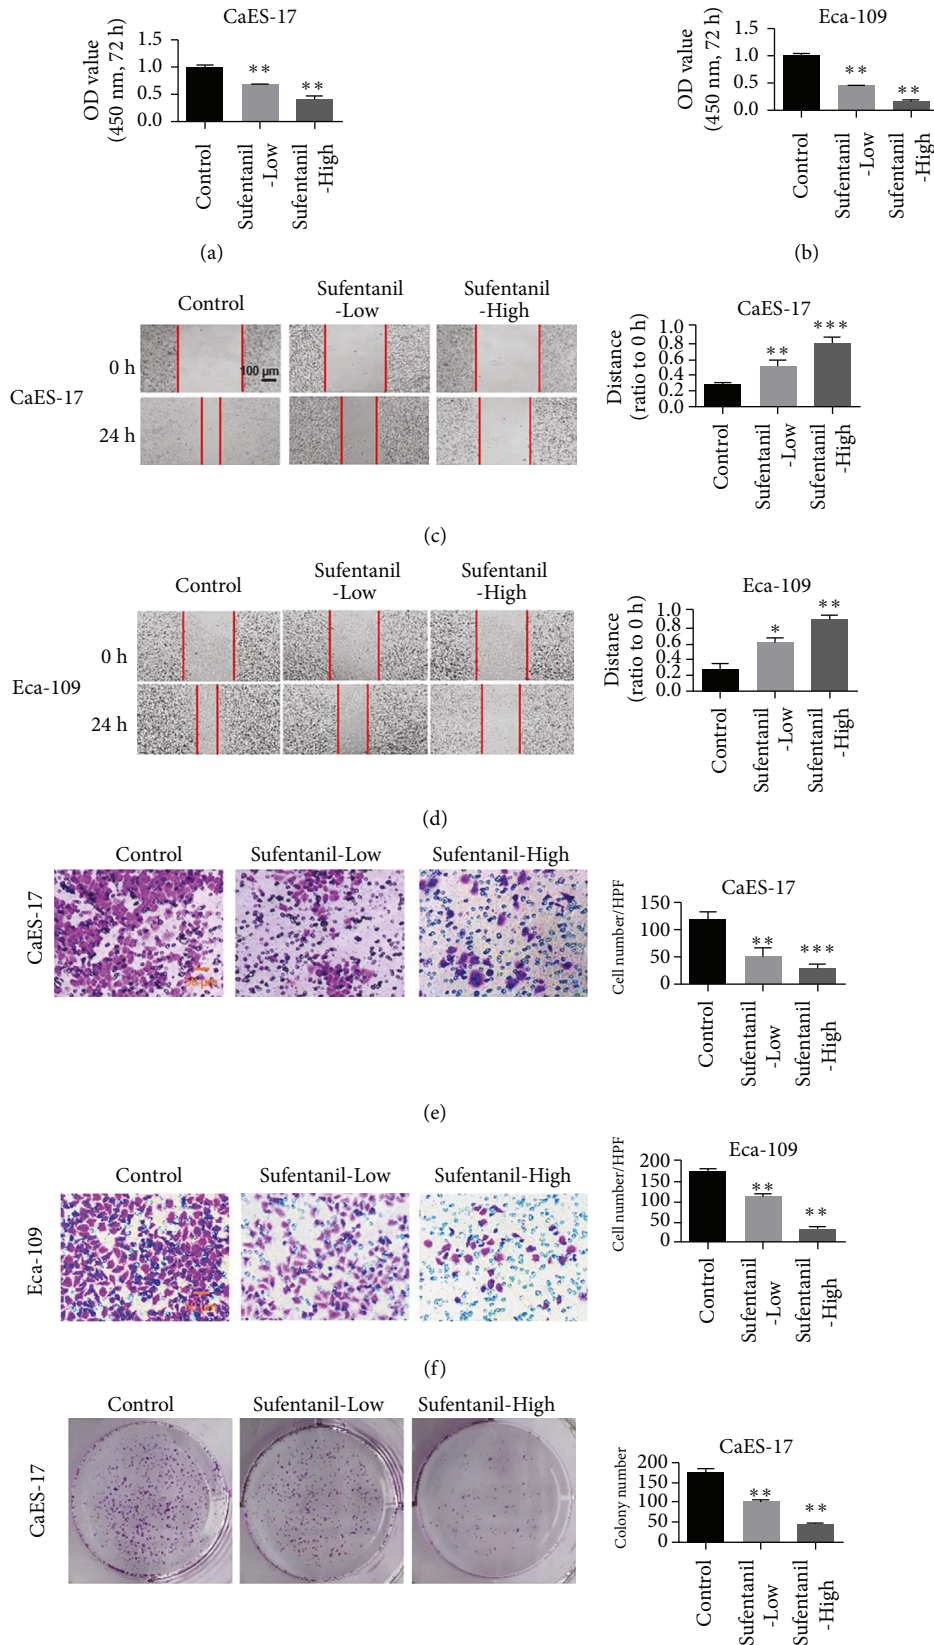 CaES-17
OD value
(450 nm, 72 h)
1.5
1.0
0.5
0.0
**
**
Control
Sufentanil
-Low
Sufentanil
-High
(a)
Eca-109
OD value
(450 nm, 72 h)
1.5
1.0
0.5
0.0
**
**
Control
Sufentanil
-Low
Sufentanil
-High
(b)
Control
Sufentanil
-Low
Sufentanil
-High
CaES-17
0 h
100 µm
24 h
CaES-17
Distance
(ratio to 0 h)
1.0
0.8
0.6
0.4
0.2
0.0
**
***
Control
Sufentanil
-Low
Sufentanil
-High
(c)
Control
Sufentanil
-Low
Sufentanil
-High
Eca-109
0 h
24 h
Eca-109
Distance
(ratio to 0 h)
1.0
0.8
0.6
0.4
0.2
0.0
*
**
Control
Sufentanil
-Low
Sufentanil
-High
(d)
Control
Sufentanil-Low
Sufentanil-High
CaES-17
CaES-17
Cell number/HPF
150
100
50
0
**
***
Control
Sufentanil
-Low
Sufentanil
-High
(e)
Control
Sufentanil-Low
Sufentanil-High
Eca-109
Eca-109
Cell number/HPF
200
150
100
50
0
**
**
Control
Sufentanil
-Low
Sufentanil
-High
(f)
Control
Sufentanil-Low
Sufentanil-High
CaES-17
CaES-17
Colony number
200
150
100
50
0
**
**
Control
Sufentanil
-Low
Sufentanil
-High